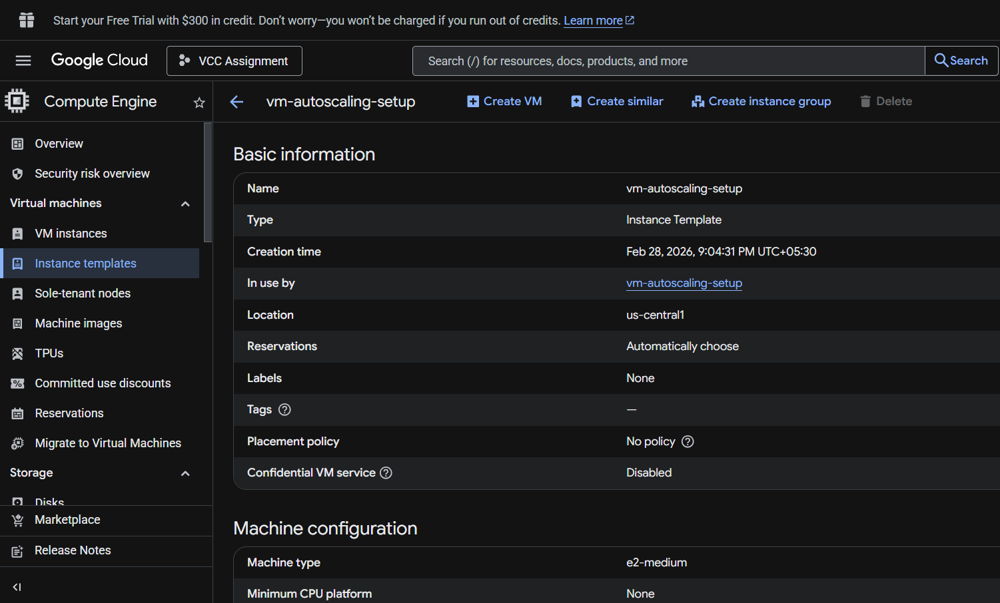 Start your Free Trial with $300 in credit. Don’t worry—you won’t be charged if you run out of credits. Learn more
Google Cloud
VCC Assignment
Search (/) for resources, docs, products, and more
Search
Compute Engine
vm-autoscaling-setup
Create VM
Create similar
Create instance group
Delete
Overview
Security risk overview
Virtual machines
VM instances
Instance templates
Sole-tenant nodes
Machine images
TPUs
Committed use discounts
Reservations
Migrate to Virtual Machines
Storage
Disks
Marketplace
Release Notes
Basic information
Name vm-autoscaling-setup
Type Instance Template
Creation time Feb 28, 2026, 9:04:31 PM UTC+05:30
In use by vm-autoscaling-setup
Location us-central1
Reservations Automatically choose
Labels None
Tags —
Placement policy No policy
Confidential VM service Disabled
Machine configuration
Machine type e2-medium
Minimum CPU platform None